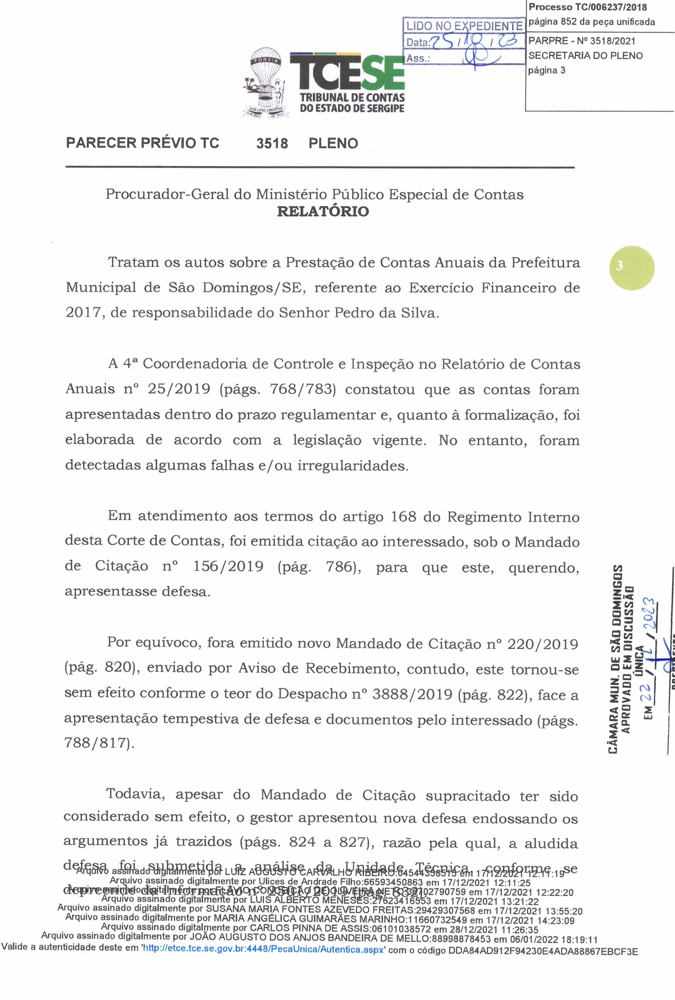 Processo TC/006237/2018
página 852 da peça unificada
PARPRE - Nº 3518/2021
SECRETARIA DO PLENO
página 3
LIDO NO EXPEDIENTE
Data: 25/10/23
Ass.:
PORVIR
SUB LEGE LIBERTAS
TCESE
TRIBUNAL DE CONTAS
DO ESTADO DE SERGIPE
PARECER PRÉVIO TC 3518 PLENO
Procurador-Geral do Ministério Público Especial de Contas
RELATÓRIO
Tratam os autos sobre a Prestação de Contas Anuais da Prefeitura
Municipal de São Domingos/SE, referente ao Exercício Financeiro de
2017, de responsabilidade do Senhor Pedro da Silva.
3
A 4ª Coordenadoria de Controle e Inspeção no Relatório de Contas
Anuais nº 25/2019 (págs. 768/783) constatou que as contas foram
apresentadas dentro do prazo regulamentar e, quanto à formalização, foi
elaborada de acordo com a legislação vigente. No entanto, foram
detectadas algumas falhas e/ou irregularidades.
Em atendimento aos termos do artigo 168 do Regimento Interno
desta Corte de Contas, foi emitida citação ao interessado, sob o Mandado
de Citação nº 156/2019 (pág. 786), para que este, querendo,
apresentasse defesa.
Por equívoco, fora emitido novo Mandado de Citação nº 220/2019
(pág. 820), enviado por Aviso de Recebimento, contudo, este tornou-se
sem efeito conforme o teor do Despacho nº 3888/2019 (pág. 822), face a
apresentação tempestiva de defesa e documentos pelo interessado (págs.
788/817).
CÂMARA MUN. DE SÃO DOMINGOS
APROVADO EM DISCUSSÃO
ÚNICA
EM 22 / 11 / 2023
Todavia, apesar do Mandado de Citação supracitado ter sido
considerado sem efeito, o gestor apresentou nova defesa endossando os
argumentos já trazidos (págs. 824 a 827), razão pela qual, a aludida
defesa foi submetida a análise da Unidade Técnica, conforme se
depreende da Informação nº 2501/2019 (pág. 832).
Arquivo assinado digitalmente por LUIZ AUGUSTO CARVALHO RIBEIRO:04544358515 em 17/12/2021 12:11:19
Arquivo assinado digitalmente por Ulices de Andrade Filho:66593450863 em 17/12/2021 12:11:25
Arquivo assinado digitalmente por FLÁVIO CONCEIÇÃO DE OLIVEIRA NETO em 17/12/2021 12:22:20
Arquivo assinado digitalmente por LUIS ALBERTO MENESES:27623416553 em 17/12/2021 13:21:22
Arquivo assinado digitalmente por SUSANA MARIA FONTES AZEVEDO FREITAS:29429307568 em 17/12/2021 13:55:20
Arquivo assinado digitalmente por MARIA ANGÉLICA GUIMARÃES MARINHO:11660732549 em 17/12/2021 14:23:09
Arquivo assinado digitalmente por CARLOS PINNA DE ASSIS:06101038572 em 28/12/2021 11:26:35
Arquivo assinado digitalmente por JOÃO AUGUSTO DOS ANJOS BANDEIRA DE MELLO:88998878453 em 06/01/2022 18:19:11
Valide a autenticidade deste em 'http://etce.tce.se.gov.br:4448/PecaUnica/Autentica.aspx' com o código DDA84AD912F94230E4ADA88867EBCF3E